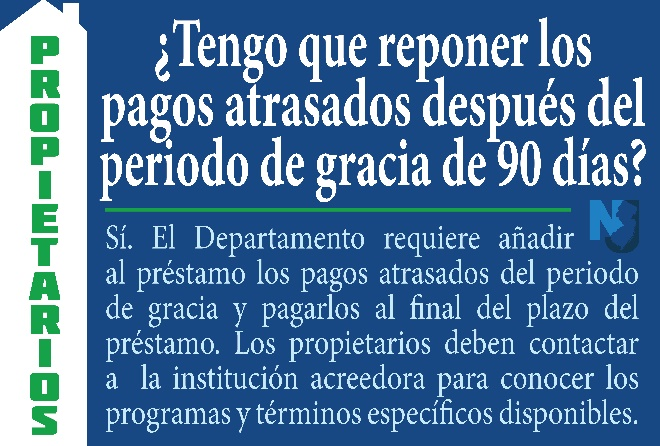 PROPIETARIOS
¿Tengo que reponer los
pagos atrasados después del
periodo de gracia de 90 días?
Sí. El Departamento requiere añadir
al préstamo los pagos atrasados del periodo
de gracia y pagarlos al final del plazo del
préstamo. Los propietarios deben contactar
a la institución acreedora para conocer los
programas y términos específicos disponibles.
NJ